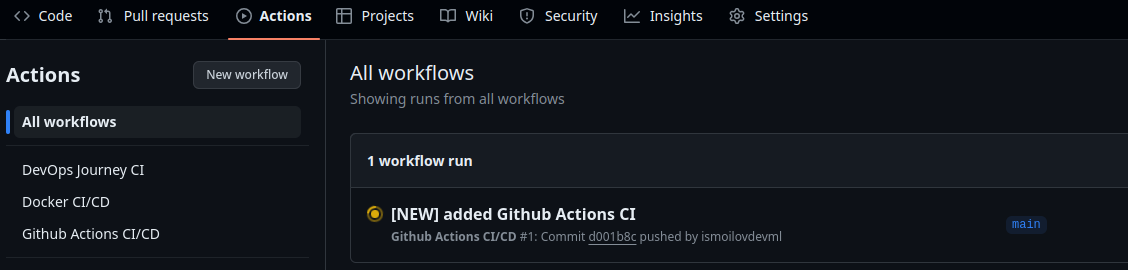 Code Pull requests Actions Projects Wiki Security Insights Settings
Actions New workflow
All workflows
DevOps Journey CI
Docker CI/CD
Github Actions CI/CD
All workflows
Showing runs from all workflows
1 workflow run
[NEW] added Github Actions CI
main
Github Actions CI/CD #1: Commit d001b8c pushed by ismoilovdevml